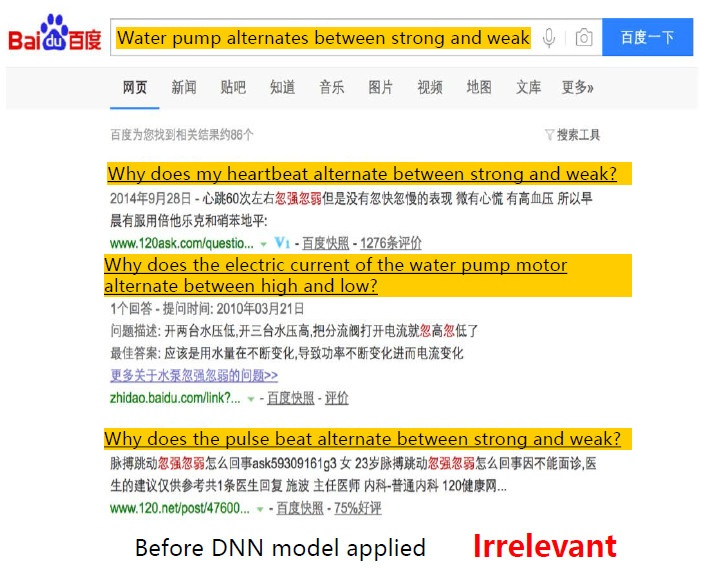 Bai du 百度 Water pump alternates between strong and weak 百度一下
网页 新闻 贴吧 知道 音乐 图片 视频 地图 文库 更多»
百度为您找到相关结果约86个 搜索工具
Why does my heartbeat alternate between strong and weak?
2014年9月28日 - 心跳60次左右忽强忽弱但是没有忽快忽慢的表现 微有心慌 有高血压 所以早
晨有服用倍他乐克和硝苯地平:
www.120ask.com/questio... V1 - 百度快照 - 1276条评价
Why does the electric current of the water pump motor
alternate between high and low?
1个回答 - 提问时间: 2010年03月21日
问题描述: 开两台水压低,开三台水压高,把分流阀打开电流就忽高忽低了
最佳答案: 应该是用水量在不断变化,导致功率不断变化进而电流变化
更多关于水泵忽强忽弱的问题>>
zhidao.baidu.com/link?... - 百度快照 - 评价
Why does the pulse beat alternate between strong and weak?
脉搏跳动忽强忽弱怎么回事ask59309161g3 女 23岁脉搏跳动忽强忽弱怎么回事因不能面诊,医
生的建议仅供参考共1条医生回复 施波 主任医师 内科-普通内科 120健康网...
www.120.net/post/47600... - 百度快照 - 75%好评
Before DNN model applied Irrelevant